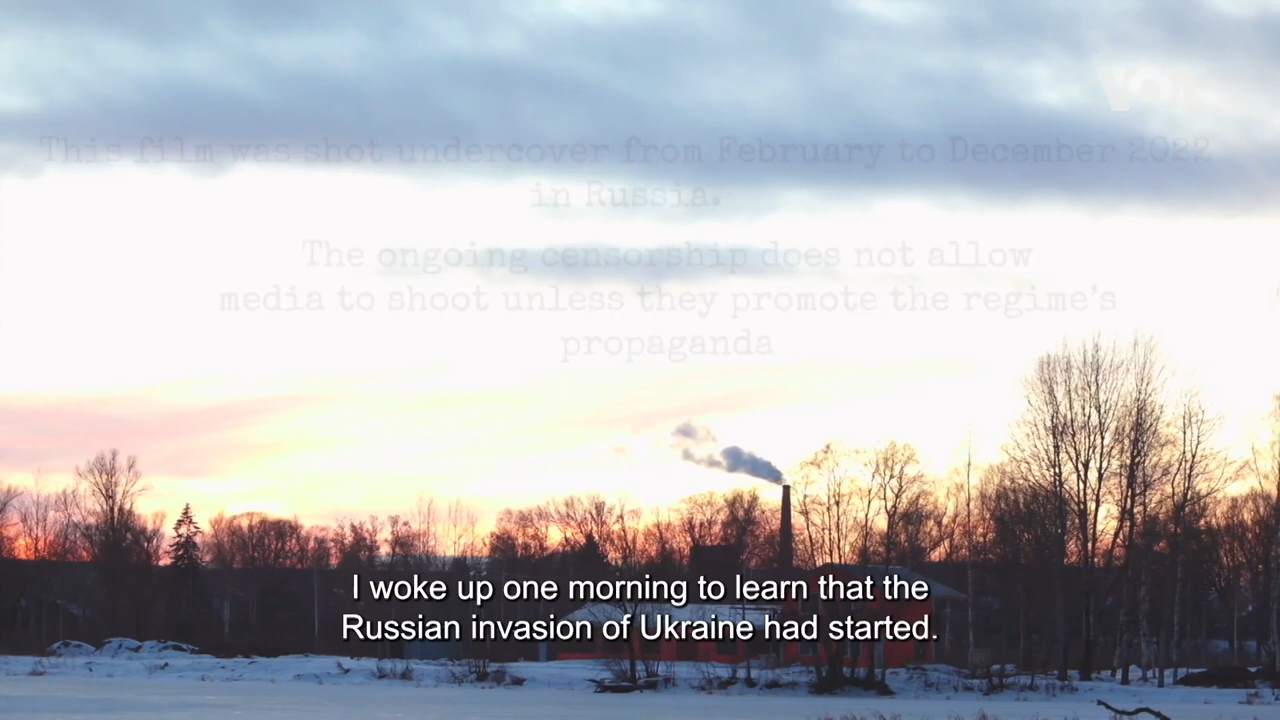 VOA
This film was shot undercover from February to December 2022
in Russia.
The ongoing censorship does not allow
media to shoot unless they promote the regime's
propaganda
I woke up one morning to learn that the
Russian invasion of Ukraine had started.